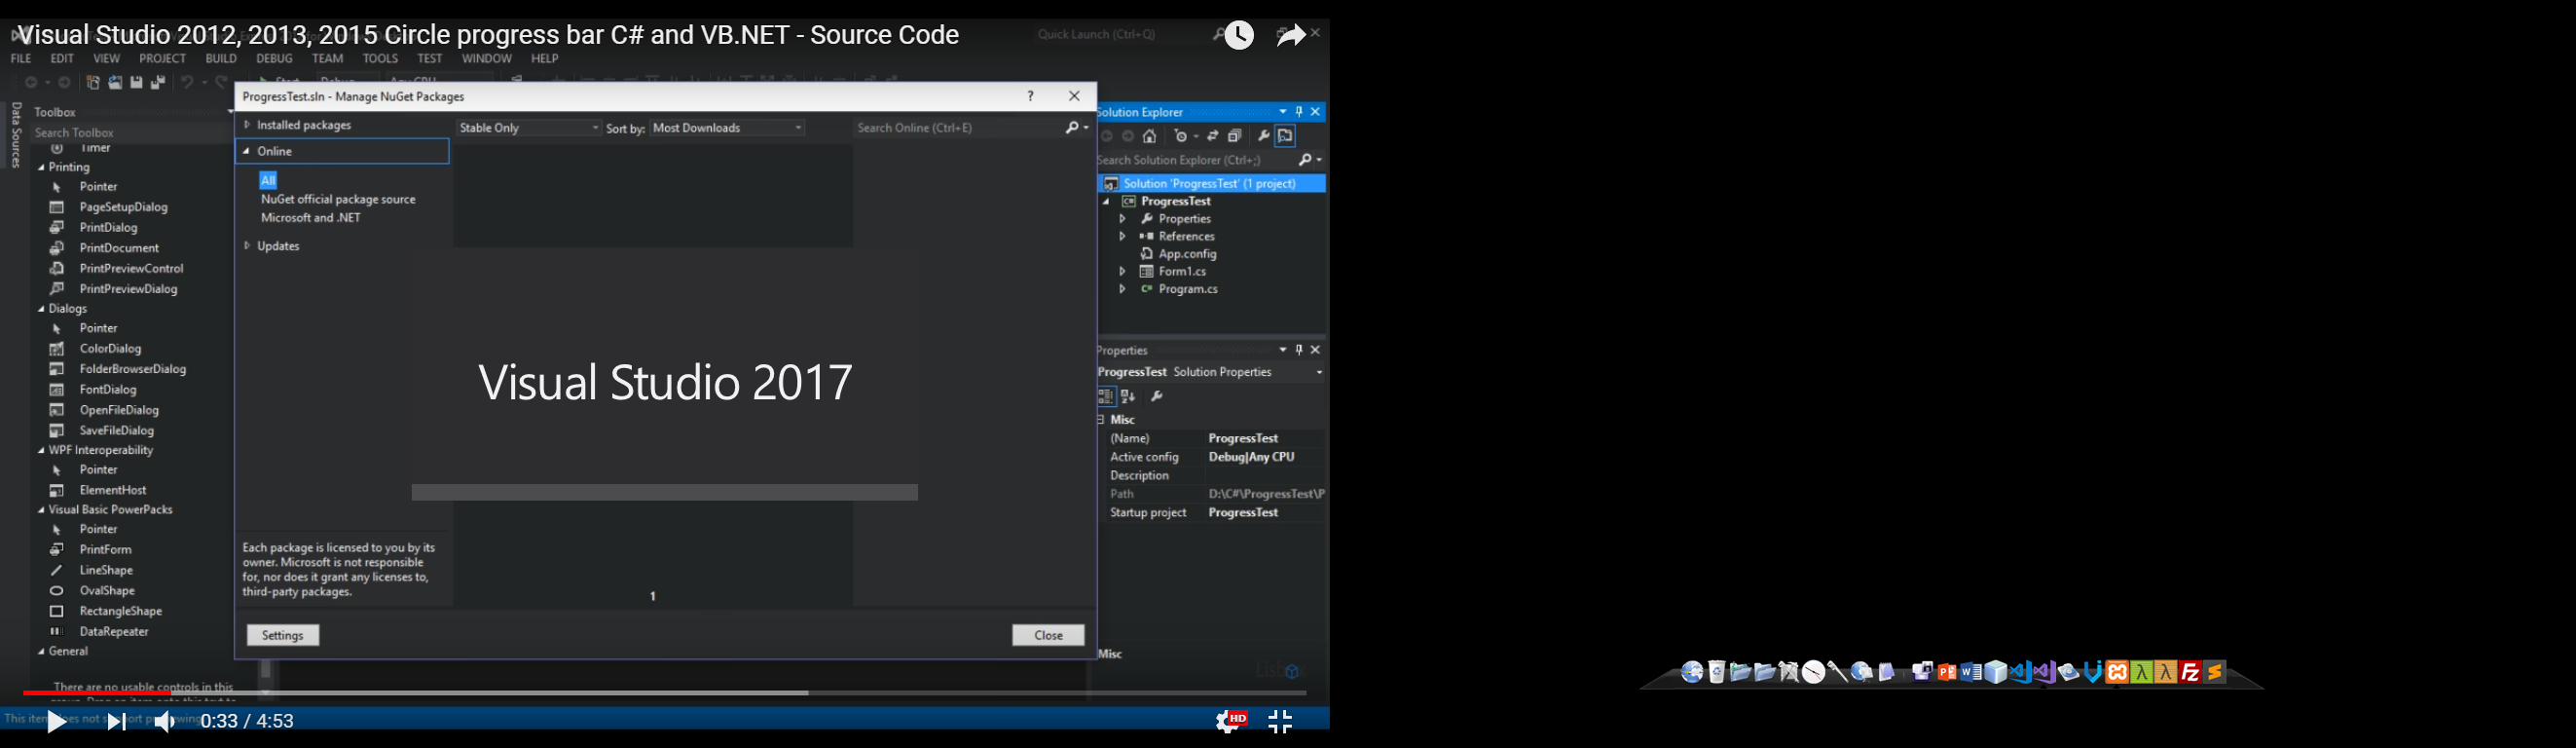 Visual Studio 2012, 2013, 2015 Circle progress bar C# and VB.NET - Source Code
Quick Launch (Ctrl+Q)
FILE EDIT VIEW PROJECT BUILD DEBUG TEAM TOOLS TEST WINDOW HELP
Data Sources
Toolbox
Search Toolbox
Timer
Printing
Pointer
PageSetupDialog
PrintDialog
PrintDocument
PrintPreviewControl
PrintPreviewDialog
Dialogs
Pointer
ColorDialog
FolderBrowserDialog
FontDialog
OpenFileDialog
SaveFileDialog
WPF Interoperability
Pointer
ElementHost
Visual Basic PowerPacks
Pointer
PrintForm
LineShape
OvalShape
RectangleShape
DataRepeater
General
There are no usable controls in this
ProgressTest.sln - Manage NuGet Packages
? 
Installed packages
Online
All
NuGet official package source
Microsoft and .NET
Updates
Stable Only Sort by: Most Downloads
Search Online (Ctrl+E)
Visual Studio 2017
Each package is licensed to you by its
owner. Microsoft is not responsible
for, nor does it grant any licenses to,
third-party packages.
1
Settings
Close
Solution Explorer
Search Solution Explorer (Ctrl+;)
Solution 'ProgressTest' (1 project)
ProgressTest
Properties
References
App.config
Form1.cs
Program.cs
Properties
ProgressTest Solution Properties
Misc
(Name) ProgressTest
Active config Debug|Any CPU
Description
Path D:\C#\ProgressTest\P
Startup project ProgressTest
Misc
0:33 / 4:53
HD